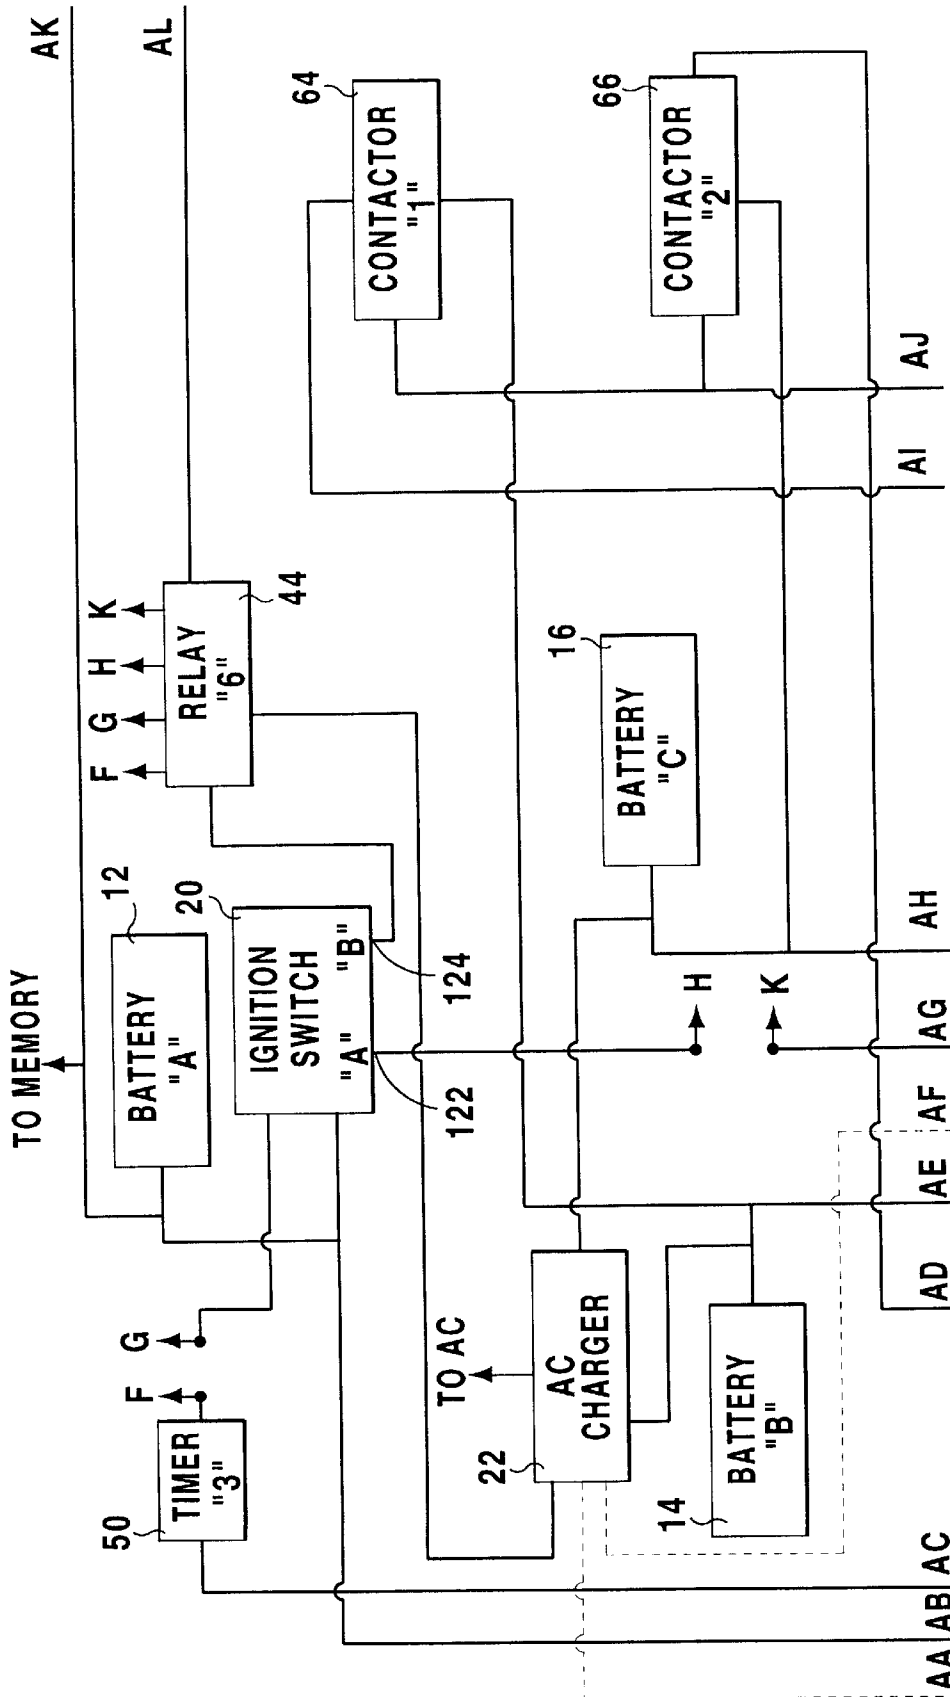 TO MEMORY
AK
AL
BATTERY
"A"
12
F
G
H
K
RELAY
"6"
44
CONTACTOR
"1"
64
TIMER
"3"
50
F
G
IGNITION
SWITCH
"A"
"B"
20
122
124
TO AC
AC
CHARGER
22
BATTERY
"B"
14
H
K
BATTERY
"C"
16
CONTACTOR
"2"
66
AA
AB
AC
AD
AE
AF
AG
AH
AI
AJ